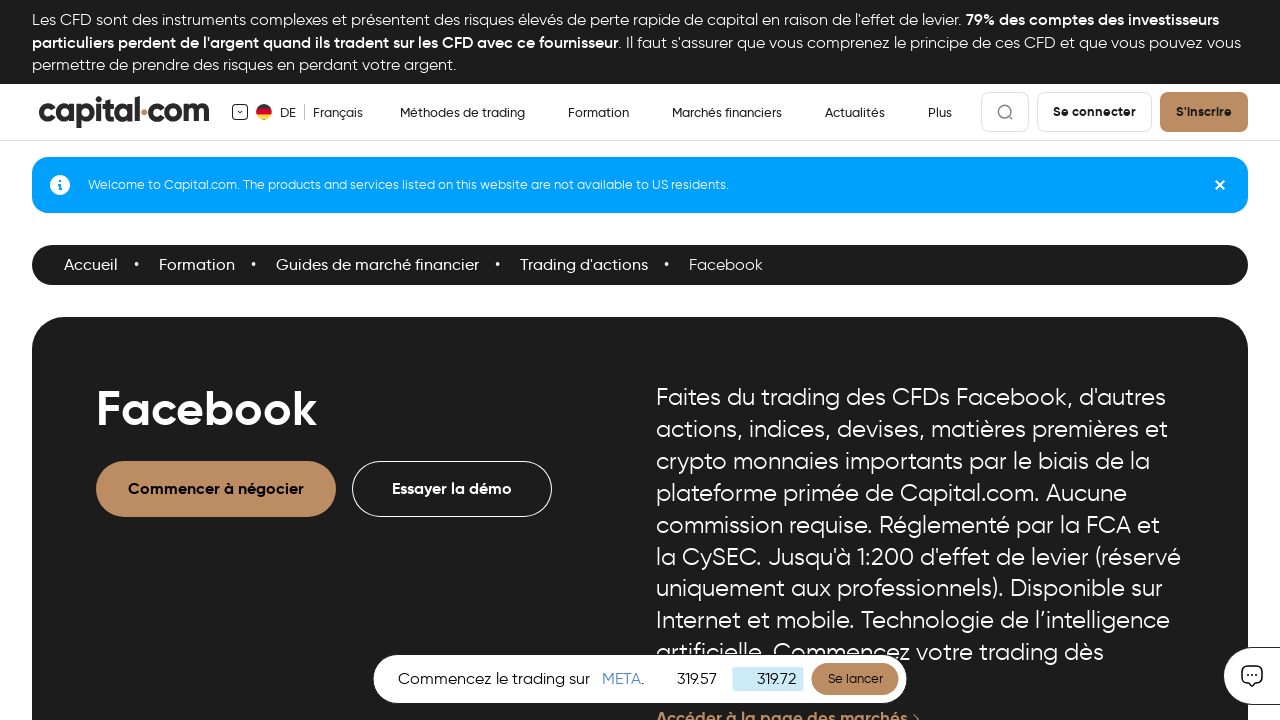 Les CFD sont des instruments complexes et présentent des risques élevés de perte rapide de capital en raison de l'effet de levier. 79% des comptes des investisseurs
particuliers perdent de l'argent quand ils tradent sur les CFD avec ce fournisseur. Il faut s'assurer que vous comprenez le principe de ces CFD et que vous pouvez vous
permettre de prendre des risques en perdant votre argent.
capital.com DE Français Méthodes de trading Formation Marchés financiers Actualités Plus Se connecter S'inscrire
Welcome to Capital.com. The products and services listed on this website are not available to US residents.
Accueil • Formation • Guides de marché financier • Trading d'actions • Facebook
Facebook
Commencer à négocier Essayer la démo
Faites du trading des CFDs Facebook, d'autres
actions, indices, devises, matières premières et
crypto monnaies importants par le biais de la
plateforme primée de Capital.com. Aucune
commission requise. Réglementé par la FCA et
la CySEC. Jusqu'à 1:200 d'effet de levier (réservé
uniquement aux professionnels). Disponible sur
Internet et mobile. Technologie de l’intelligence
artificielle. Commencez votre trading dès
Commencez le trading sur META. 319.57 319.72 Se lancer
Accéder à la page des marchés